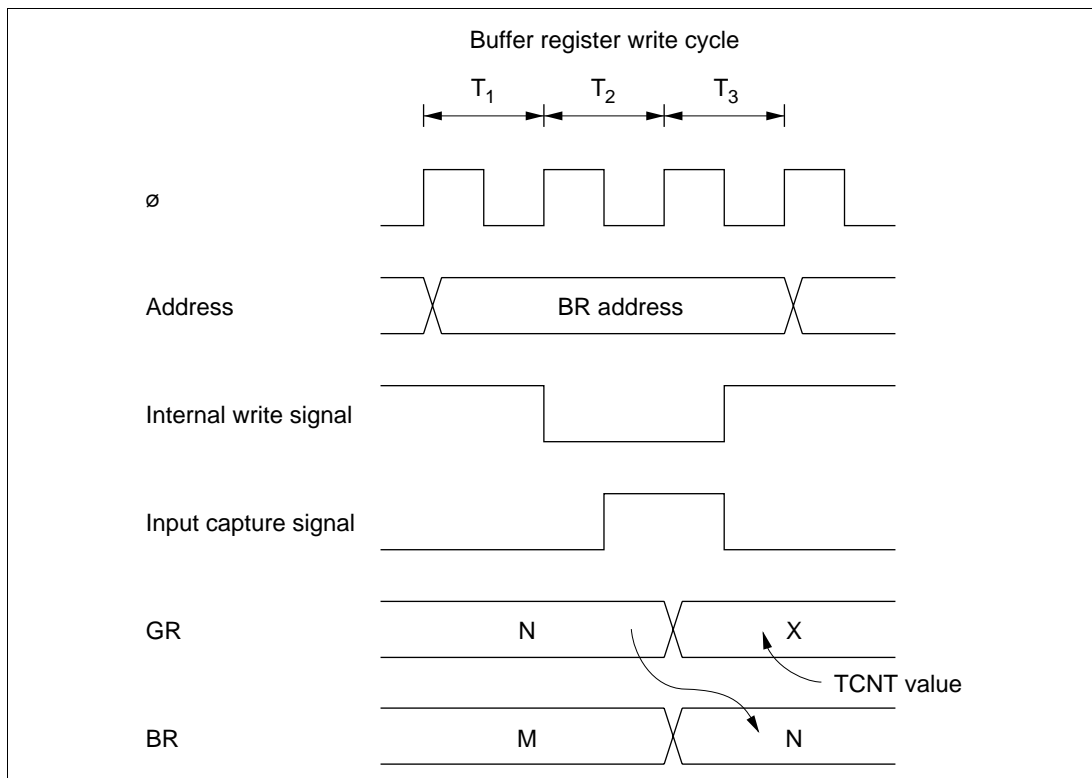 Buffer register write cycle
T1 T2 T3
ø
Address BR address
Internal write signal
Input capture signal
GR N X
TCNT value
BR M N